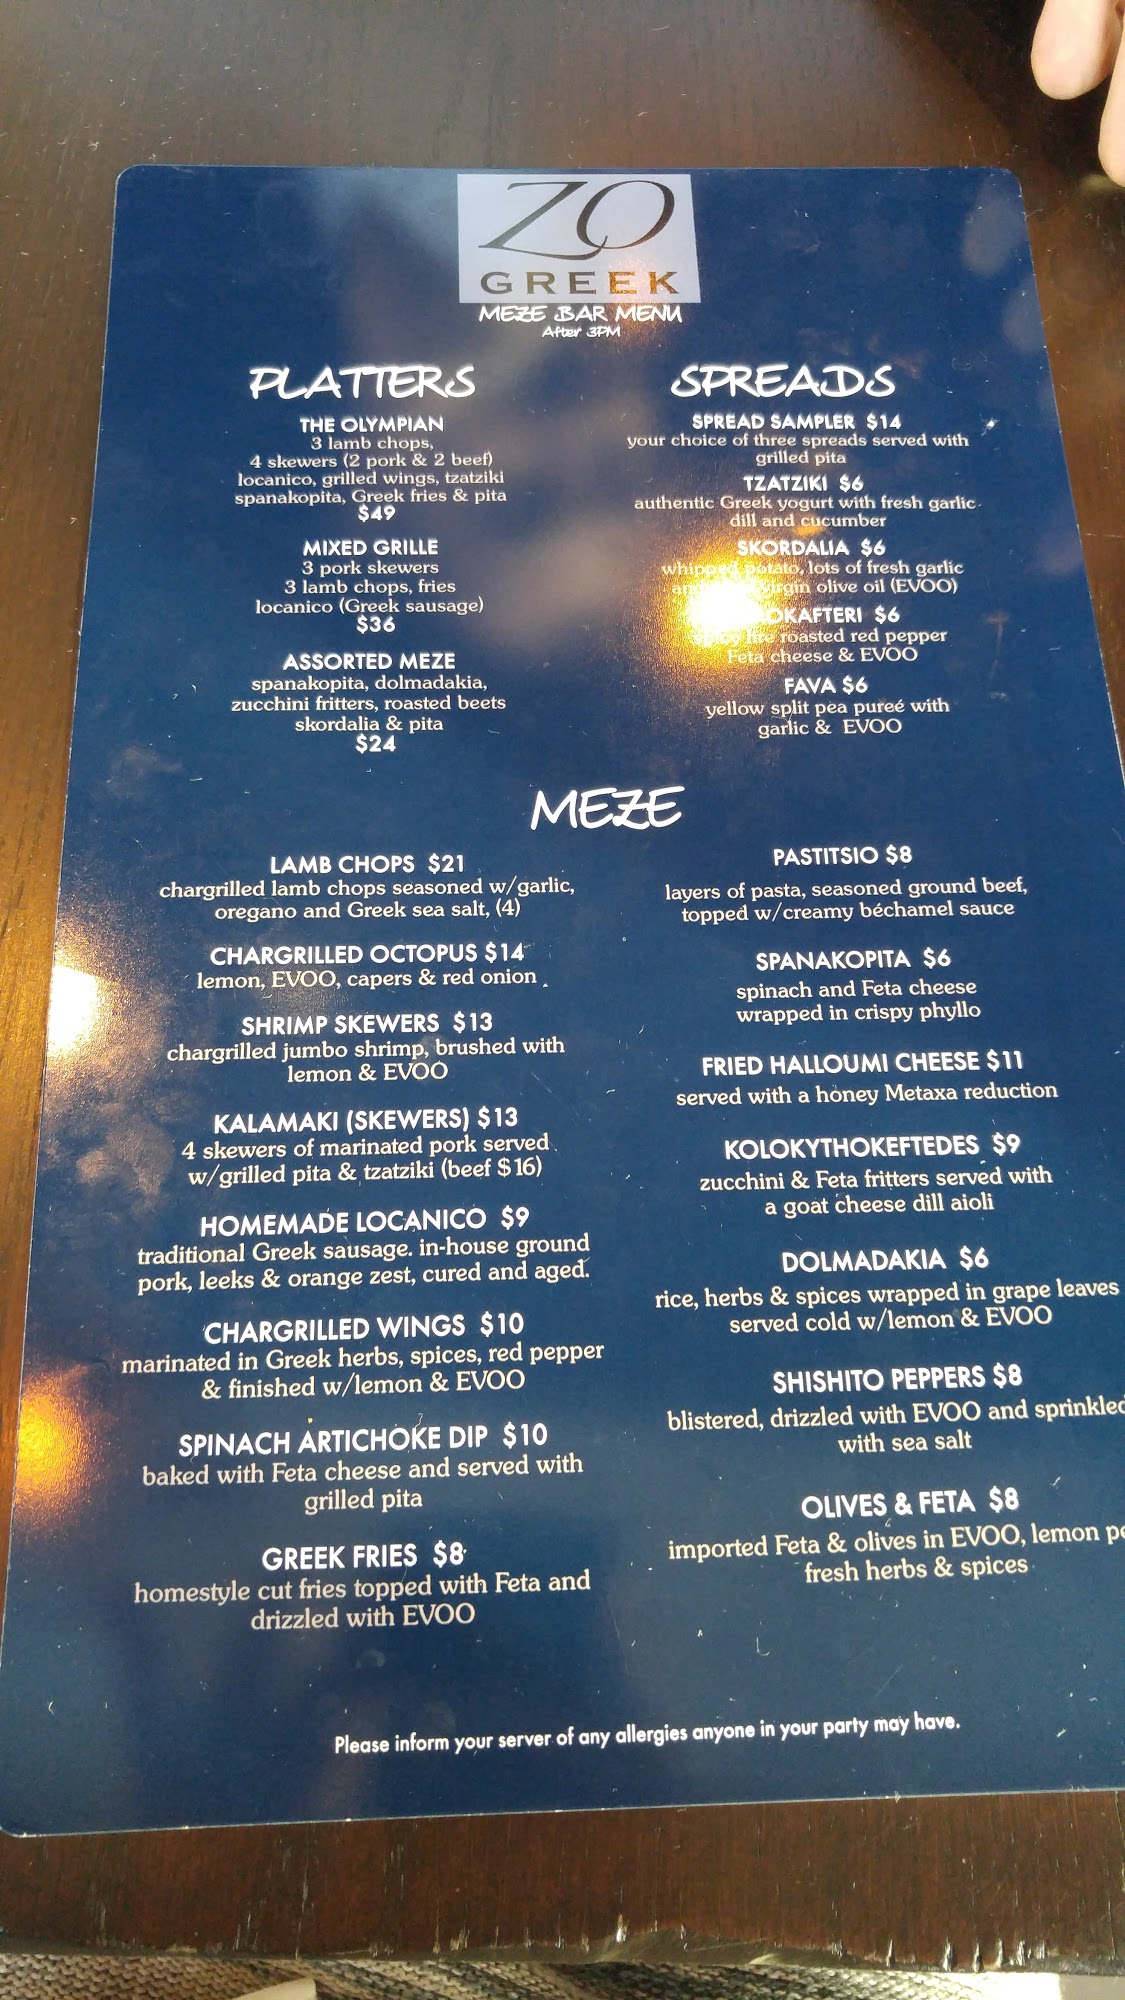 ZO
GREEK
MEZE BAR MENU
After 3PM
PLATTERS
THE OLYMPIAN
3 lamb chops,
4 skewers (2 pork & 2 beef)
locanico, grilled wings, tzatziki
spanakopita, Greek fries & pita
$49
MIXED GRILLE
3 pork skewers
3 lamb chops, fries
locanico (Greek sausage)
$36
ASSORTED MEZE
spanakopita, dolmadakia,
zucchini fritters, roasted beets
skordalia & pita
$24
SPREADS
SPREAD SAMPLER $14
your choice of three spreads served with
grilled pita
TZATZIKI $6
authentic Greek yogurt with fresh garlic
dill and cucumber
SKORDALIA $6
whipped potato, lots of fresh garlic
virgin olive oil (EVOO)
$6
spicy fire roasted red pepper
Feta cheese & EVOO
FAVA $6
yellow split pea pureé with
garlic & EVOO
MEZE
LAMB CHOPS $21
chargrilled lamb chops seasoned w/garlic,
oregano and Greek sea salt, (4)
CHARGRILLED OCTOPUS $14
lemon, EVOO, capers & red onion
SHRIMP SKEWERS $13
chargrilled jumbo shrimp, brushed with
lemon & EVOO
KALAMAKI (SKEWERS) $13
4 skewers of marinated pork served
w/grilled pita & tzatziki (beef $16)
HOMEMADE LOCANICO $9
traditional Greek sausage. in-house ground
pork, leeks & orange zest, cured and aged.
CHARGRILLED WINGS $10
marinated in Greek herbs, spices, red pepper
& finished w/lemon & EVOO
SPINACH ARTICHOKE DIP $10
baked with Feta cheese and served with
grilled pita
GREEK FRIES $8
homestyle cut fries topped with Feta and
drizzled with EVOO
PASTITSIO $8
layers of pasta, seasoned ground beef,
topped w/creamy béchamel sauce
SPANAKOPITA $6
spinach and Feta cheese
wrapped in crispy phyllo
FRIED HALLOUMI CHEESE $11
served with a honey Metaxa reduction
KOLOKYTHOKEFTEDES $9
zucchini & Feta fritters served with
a goat cheese dill aioli
DOLMADAKIA $6
rice, herbs & spices wrapped in grape leaves
served cold w/lemon & EVOO
SHISHITO PEPPERS $8
blistered, drizzled with EVOO and sprinkled
with sea salt
OLIVES & FETA $8
imported Feta & olives in EVOO, lemon
fresh herbs & spices
Please inform your server of any allergies anyone in your party may have.